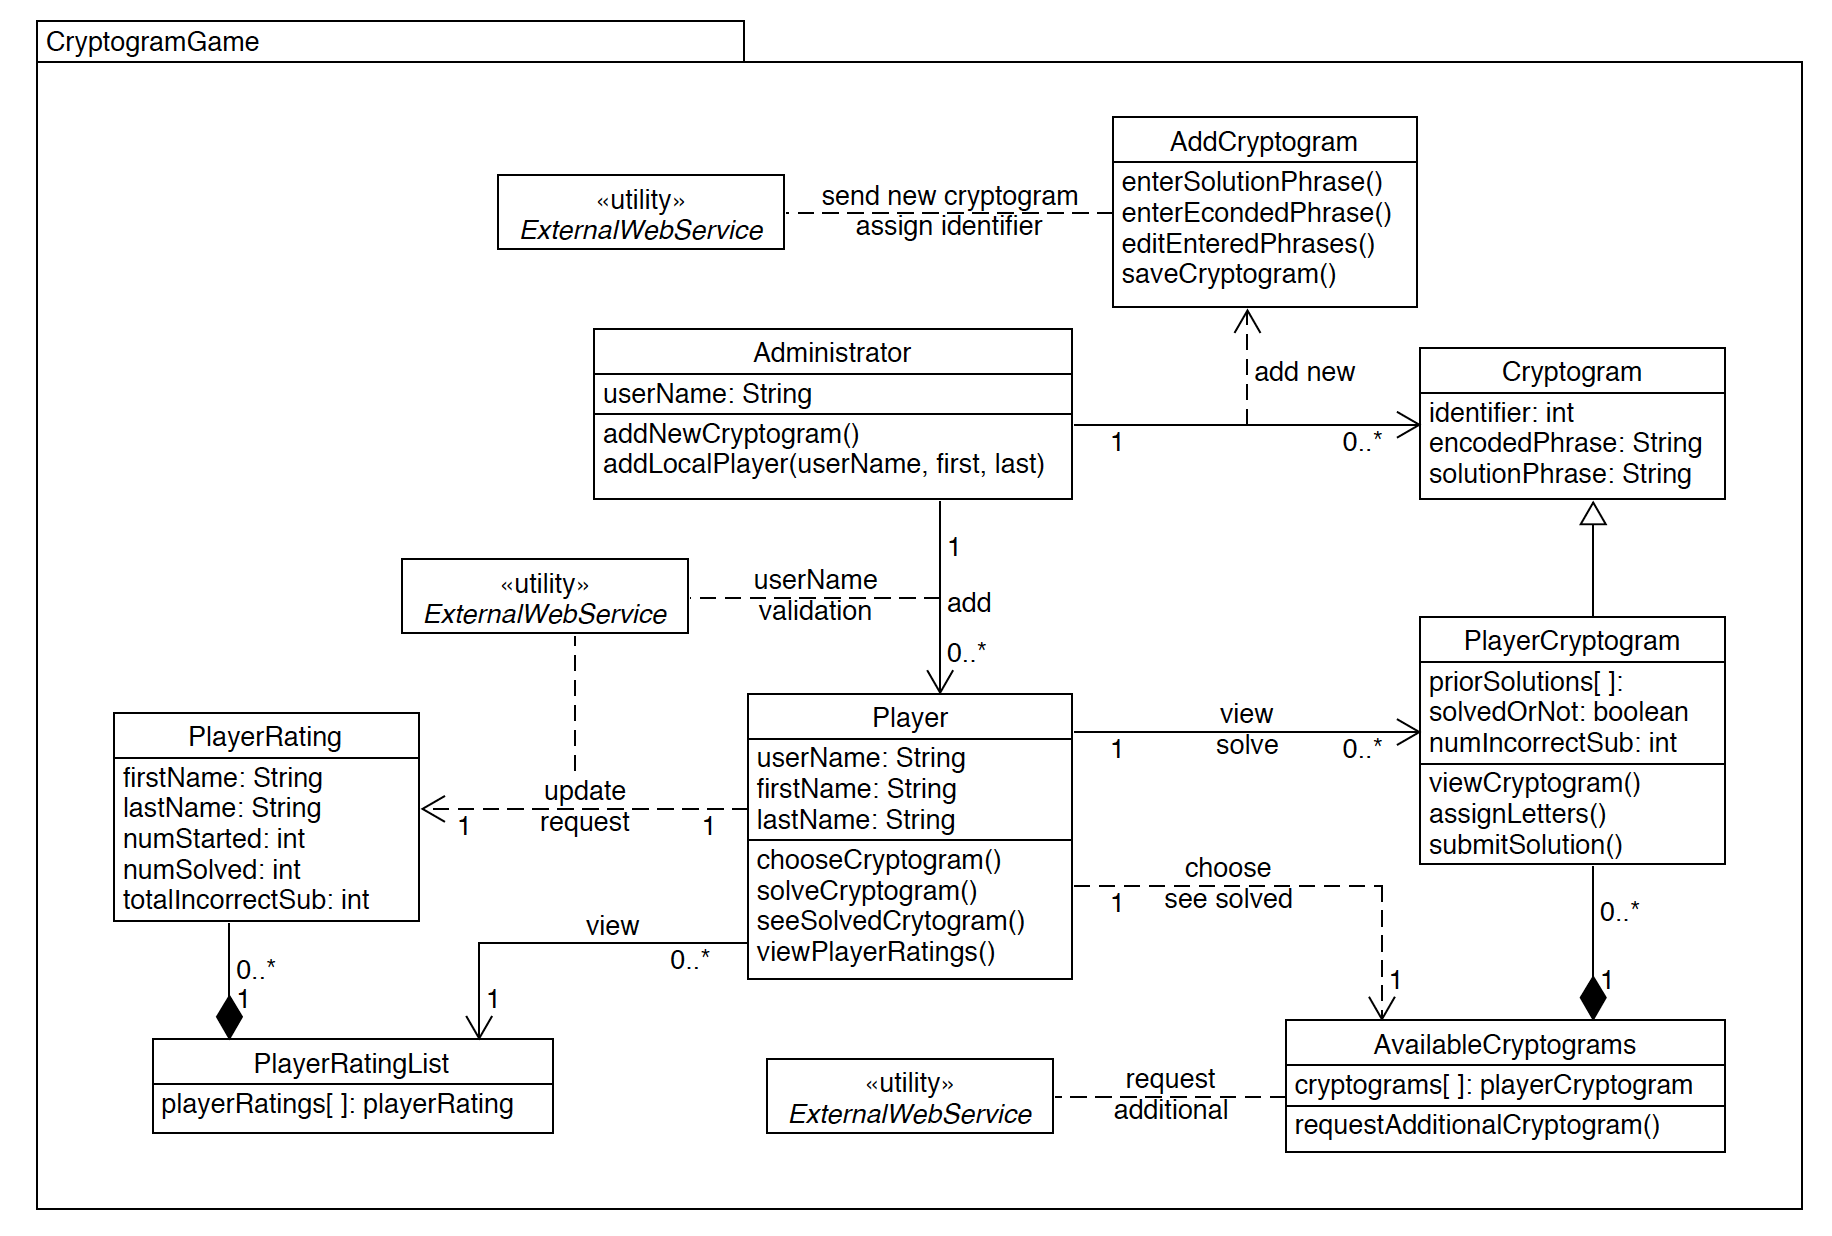 CryptogramGame
AddCryptogram
enterSolutionPhrase()
enterEcondedPhrase()
editEnteredPhrases()
saveCryptogram()
«utility»
ExternalWebService
send new cryptogram
assign identifier
add new
Administrator
userName: String
addNewCryptogram()
addLocalPlayer(userName, first, last)
1
0..*
Cryptogram
identifier: int
encodedPhrase: String
solutionPhrase: String
1
add
0..*
«utility»
ExternalWebService
userName
validation
PlayerCryptogram
priorSolutions[ ]:
solvedOrNot: boolean
numIncorrectSub: int
viewCryptogram()
assignLetters()
submitSolution()
Player
userName: String
firstName: String
lastName: String
chooseCryptogram()
solveCryptogram()
seeSolvedCrytogram()
viewPlayerRatings()
view
solve
1
0..*
PlayerRating
firstName: String
lastName: String
numStarted: int
numSolved: int
totalIncorrectSub: int
update
request
1
1
choose
see solved
1
1
view
0..*
1
0..*
1
0..*
1
PlayerRatingList
playerRatings[ ]: playerRating
«utility»
ExternalWebService
request
additional
AvailableCryptograms
cryptograms[ ]: playerCryptogram
requestAdditionalCryptogram()